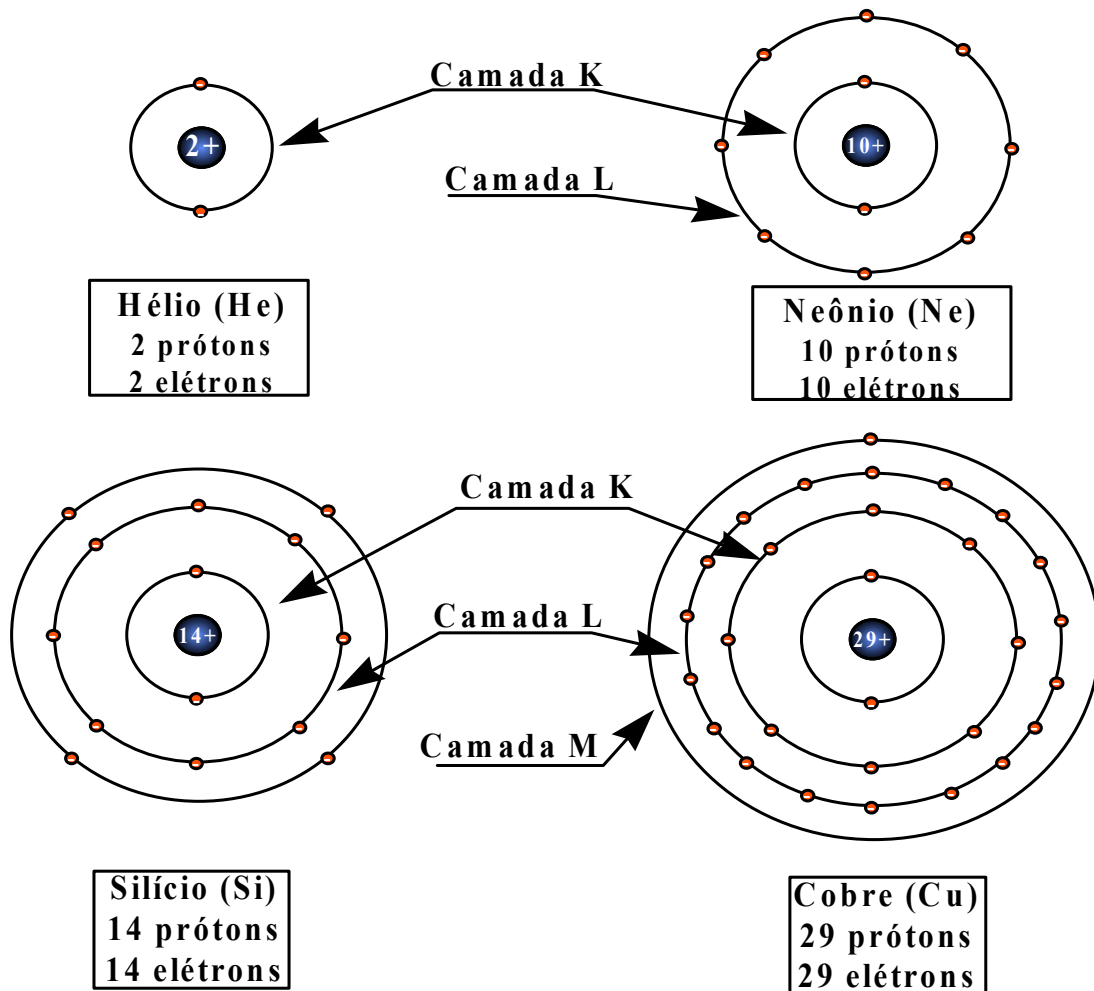 Camada K
2+
10+
Camada L
Hélio (He)
2 prótons
2 elétrons
Neônio (Ne)
10 prótons
10 elétrons
Camada K
14+
Camada L
29+
Camada M
Silício (Si)
14 prótons
14 elétrons
Cobre (Cu)
29 prótons
29 elétrons